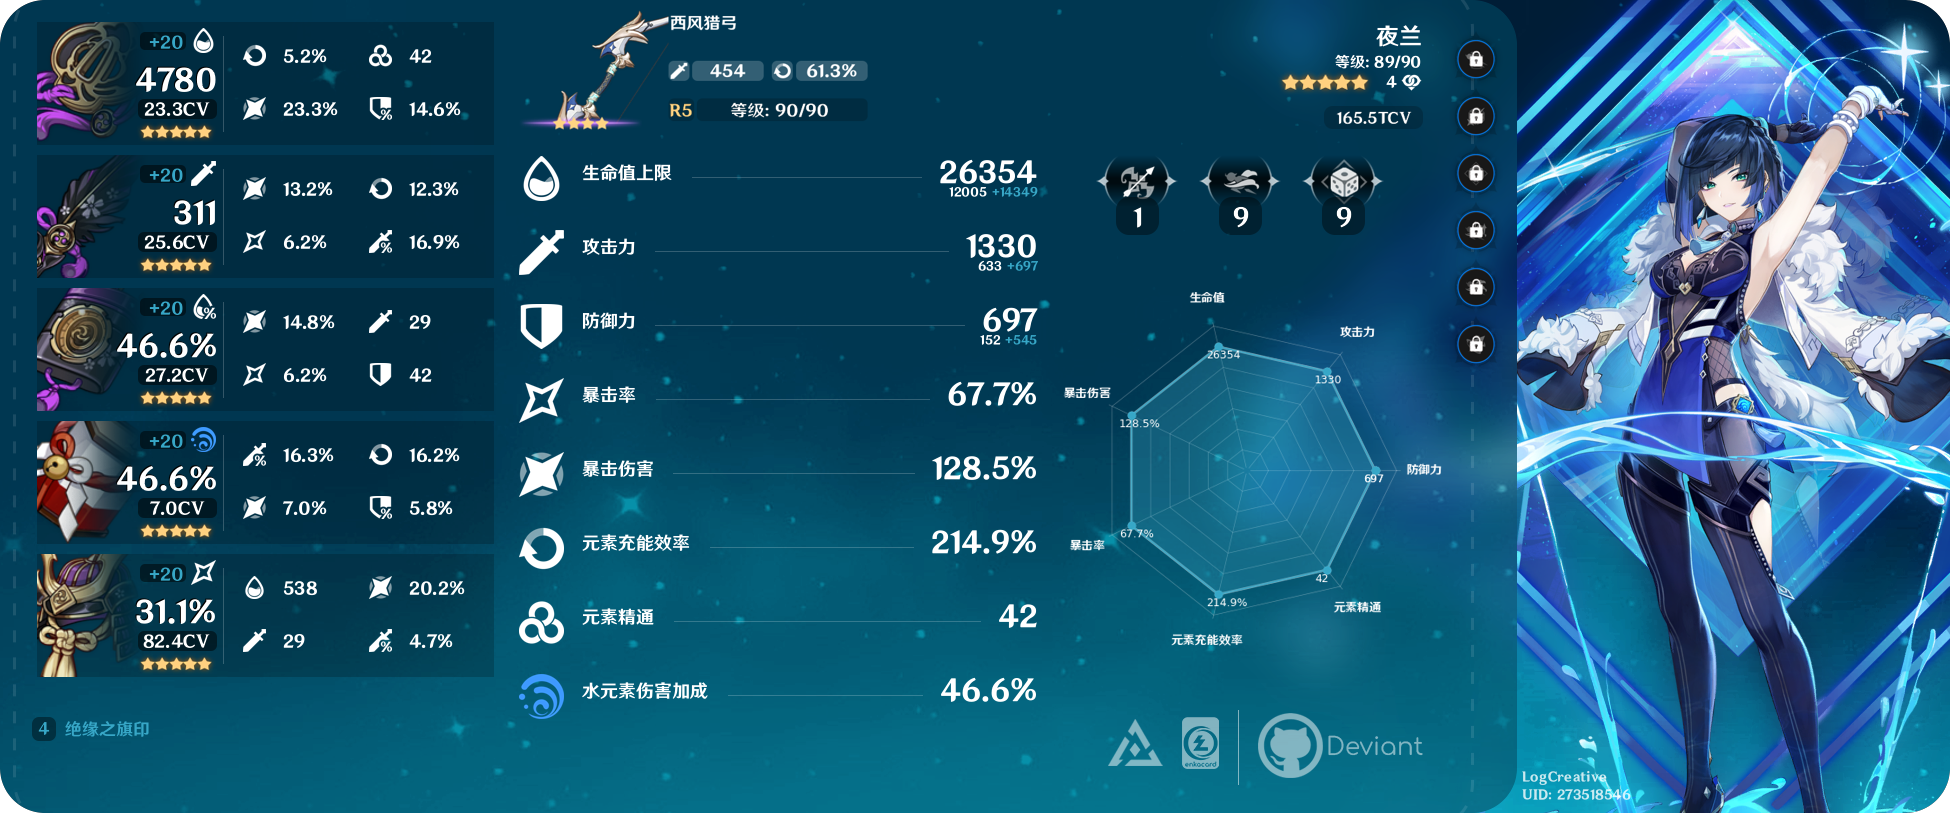 +20
4780
23.3CV
5.2%
42
23.3%
14.6%
+20
311
25.6CV
13.2%
12.3%
6.2%
16.9%
+20
46.6%
27.2CV
14.8%
29
6.2%
42
+20
46.6%
7.0CV
16.3%
16.2%
7.0%
5.8%
+20
31.1%
82.4CV
538
20.2%
29
4.7%
4 绝缘之旗印
西风猎弓
454
61.3%
R5 等级: 90/90
生命值上限 26354
12005 +14349
攻击力 1330
633 +697
防御力 697
152 +545
暴击率 67.7%
暴击伤害 128.5%
元素充能效率 214.9%
元素精通 42
水元素伤害加成 46.6%
夜兰
等级: 89/90
4
165.5TCV
1
9
9
生命值
26354
攻击力
1330
暴击伤害
128.5%
防御力
697
暴击率
67.7%
42
元素精通
214.9%
元素充能效率
enkacard
Deviant
LogCreative
UID: 273518546